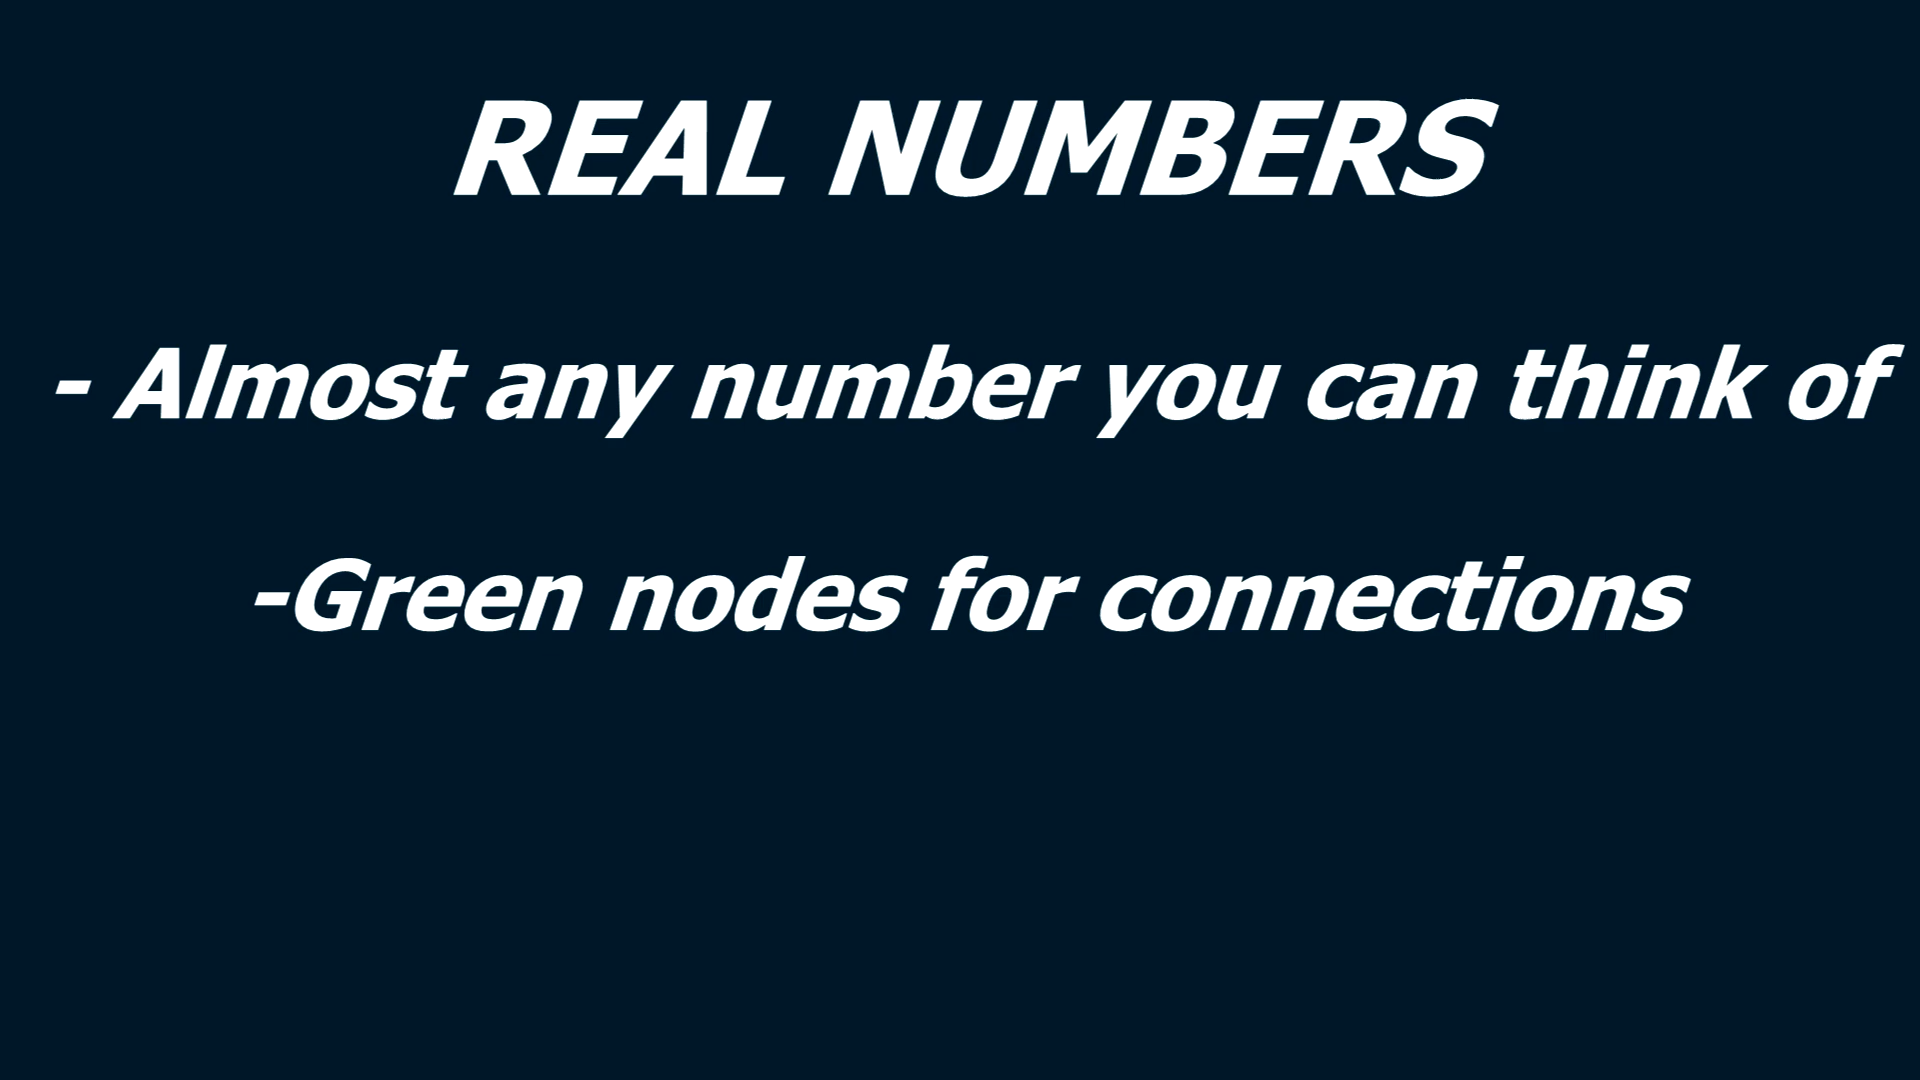 REAL NUMBERS
- Almost any number you can think of
-Green nodes for connections